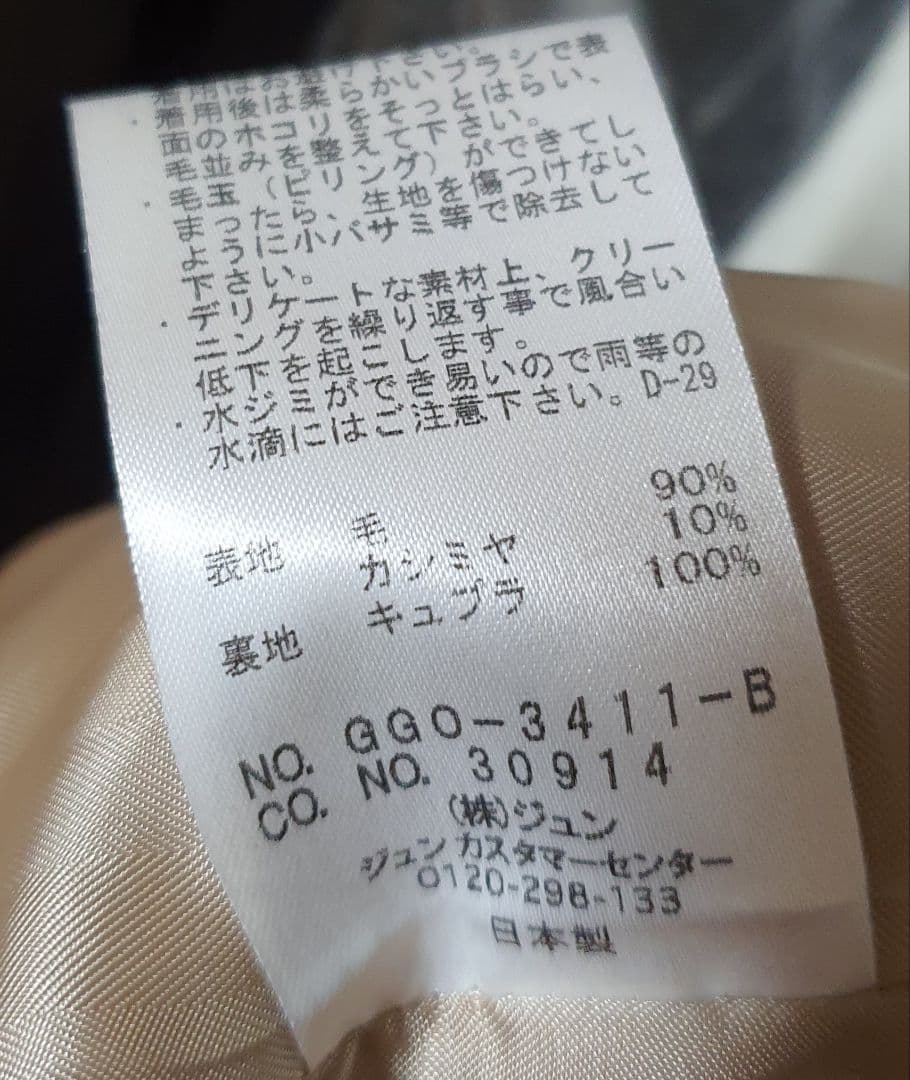 ・着用後は柔らかいブラシで表
面のホコリをそっとはらい、
毛並みを整えて下さい。
・毛玉(ピリング)ができてし
まったら、生地を傷つけない
ように小バサミ等で除去して
下さい。
・デリケートな素材上、クリー
ニングを繰り返す事で風合い
低下を起こします。
・水ジミができ易いので雨等の
水滴にはご注意下さい。D-29
表地 毛 90%
カシミヤ 10%
裏地 キュプラ 100%
NO. GGO-3411-B
CO. NO. 30914
(株)ジュン
ジュン カスタマーセンター
0120-298-133
日本製